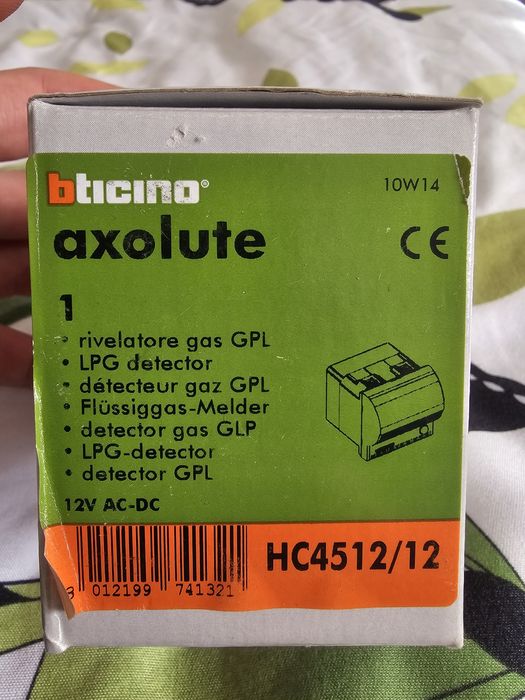 bticino®
10W14
axolute
CE
1
• rivelatore gas GPL
• LPG detector
• détecteur gaz GPL
• Flüssiggas-Melder
• detector gas GLP
• LPG-detector
• detector GPL
12V AC-DC
8 012199 741321
HC4512/12